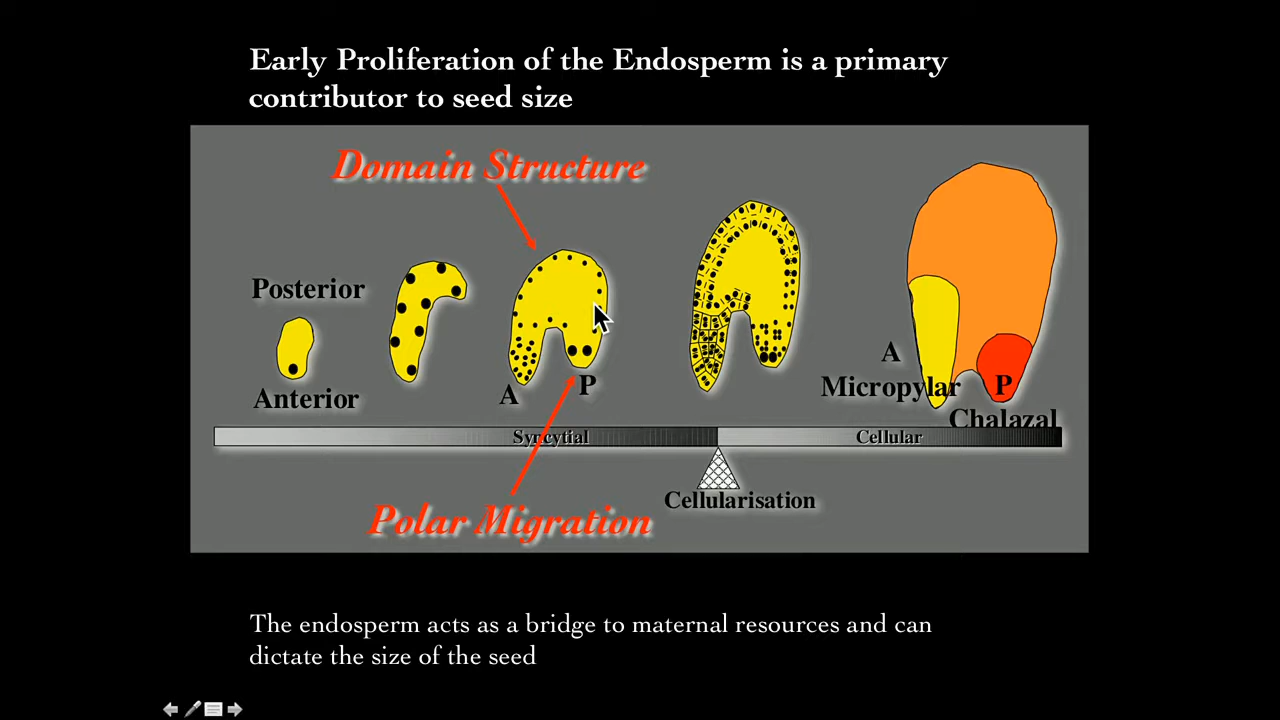 Early Proliferation of the Endosperm is a primary
contributor to seed size
Domain Structure
Posterior
Anterior
A
P
A
Micropylar
P
Chalazal
Syncytial
Cellular
Cellularisation
Polar Migration
The endosperm acts as a bridge to maternal resources and can
dictate the size of the seed